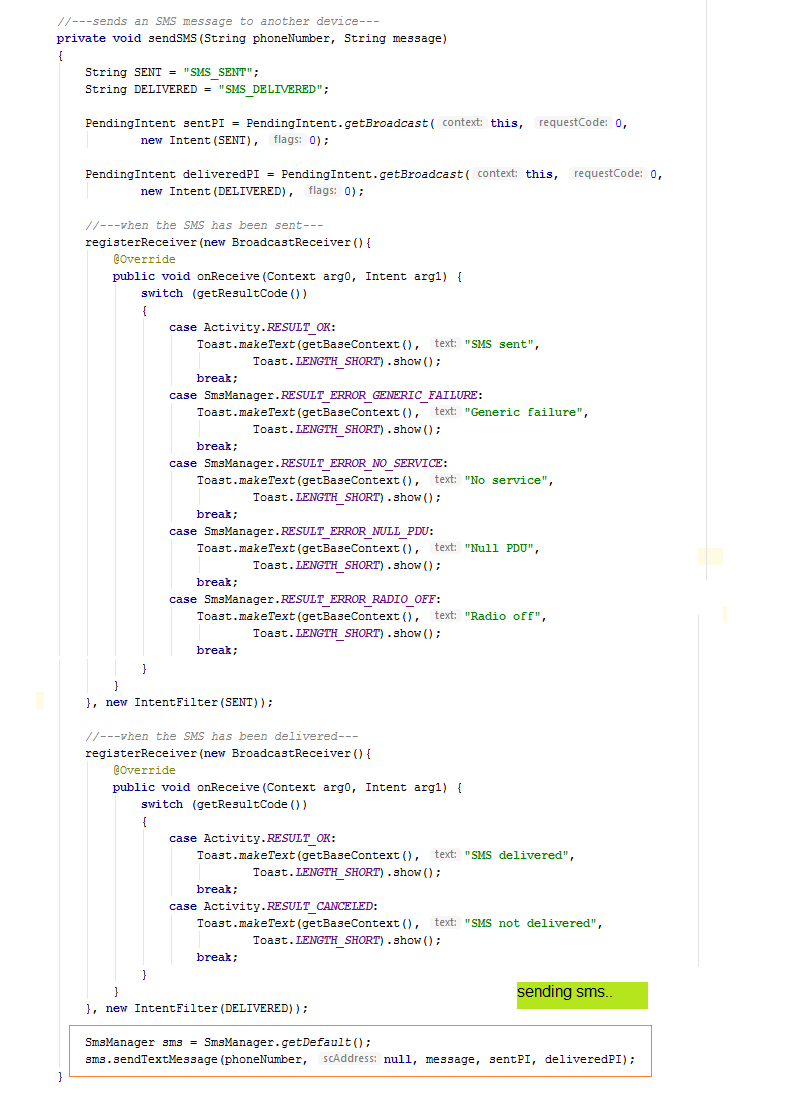 //---sends an SMS message to another device---
private void sendSMS(String phoneNumber, String message)
{
String SENT = "SMS_SENT";
String DELIVERED = "SMS_DELIVERED";
PendingIntent sentPI = PendingIntent.getBroadcast( context: this, requestCode: 0,
new Intent(SENT), flags: 0);
PendingIntent deliveredPI = PendingIntent.getBroadcast( context: this, requestCode: 0,
new Intent(DELIVERED), flags: 0);
//---when the SMS has been sent---
registerReceiver(new BroadcastReceiver(){
@Override
public void onReceive(Context arg0, Intent arg1) {
switch (getResultCode())
{
case Activity.RESULT_OK:
Toast.makeText(getBaseContext(), text: "SMS sent",
Toast.LENGTH_SHORT).show();
break;
case SmsManager.RESULT_ERROR_GENERIC_FAILURE:
Toast.makeText(getBaseContext(), text: "Generic failure",
Toast.LENGTH_SHORT).show();
break;
case SmsManager.RESULT_ERROR_NO_SERVICE:
Toast.makeText(getBaseContext(), text: "No service",
Toast.LENGTH_SHORT).show();
break;
case SmsManager.RESULT_ERROR_NULL_PDU:
Toast.makeText(getBaseContext(), text: "Null PDU",
Toast.LENGTH_SHORT).show();
break;
case SmsManager.RESULT_ERROR_RADIO_OFF:
Toast.makeText(getBaseContext(), text: "Radio off",
Toast.LENGTH_SHORT).show();
break;
}
}
}, new IntentFilter(SENT));
//---when the SMS has been delivered---
registerReceiver(new BroadcastReceiver(){
@Override
public void onReceive(Context arg0, Intent arg1) {
switch (getResultCode())
{
case Activity.RESULT_OK:
Toast.makeText(getBaseContext(), text: "SMS delivered",
Toast.LENGTH_SHORT).show();
break;
case Activity.RESULT_CANCELED:
Toast.makeText(getBaseContext(), text: "SMS not delivered",
Toast.LENGTH_SHORT).show();
break;
}
}
sending sms..
}, new IntentFilter(DELIVERED));
SmsManager sms = SmsManager.getDefault();
sms.sendTextMessage(phoneNumber, scAddress: null, message, sentPI, deliveredPI);
}